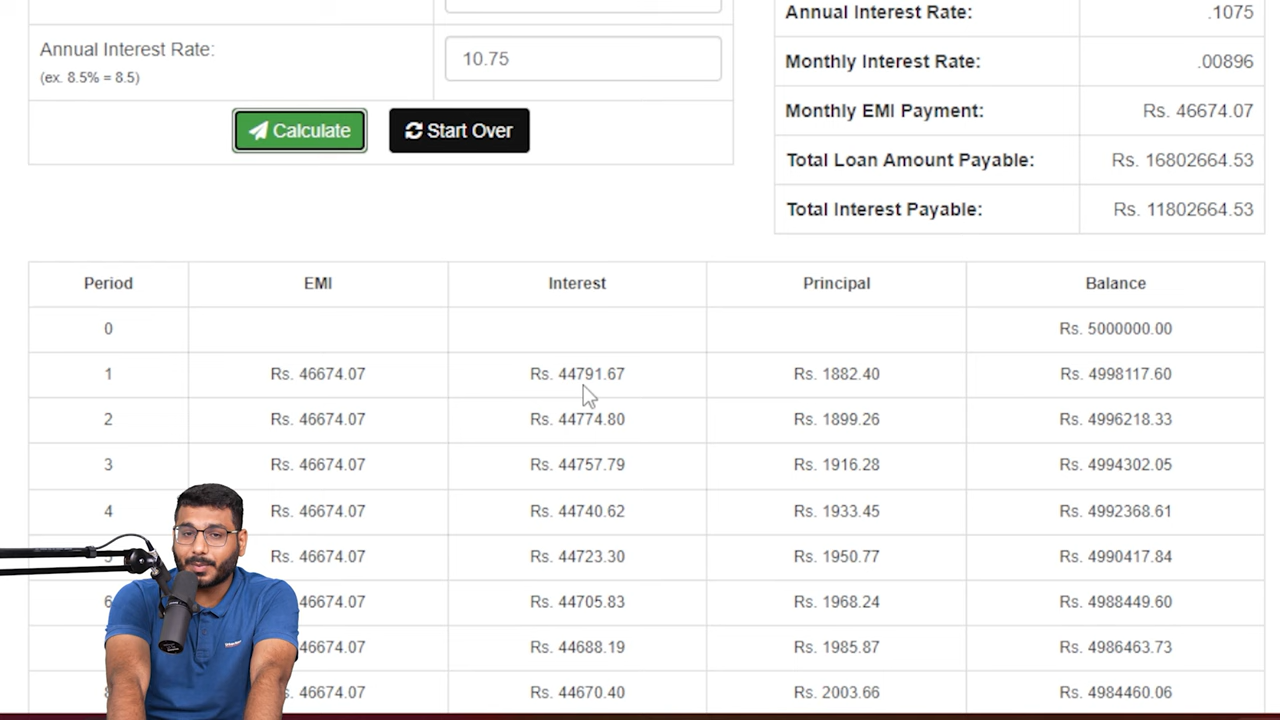 Annual Interest Rate:
(ex. 8.5% = 8.5)
10.75
Calculate
Start Over
Annual Interest Rate: .1075
Monthly Interest Rate: .00896
Monthly EMI Payment: Rs. 46674.07
Total Loan Amount Payable: Rs. 16802664.53
Total Interest Payable: Rs. 11802664.53
Period EMI Interest Principal Balance
0 Rs. 5000000.00
1 Rs. 46674.07 Rs. 44791.67 Rs. 1882.40 Rs. 4998117.60
2 Rs. 46674.07 Rs. 44774.80 Rs. 1899.26 Rs. 4996218.33
3 Rs. 46674.07 Rs. 44757.79 Rs. 1916.28 Rs. 4994302.05
4 Rs. 46674.07 Rs. 44740.62 Rs. 1933.45 Rs. 4992368.61
Rs. 46674.07 Rs. 44723.30 Rs. 1950.77 Rs. 4990417.84
6 46674.07 Rs. 44705.83 Rs. 1968.24 Rs. 4988449.60
46674.07 Rs. 44688.19 Rs. 1985.87 Rs. 4986463.73
8 46674.07 Rs. 44670.40 Rs. 2003.66 Rs. 4984460.06